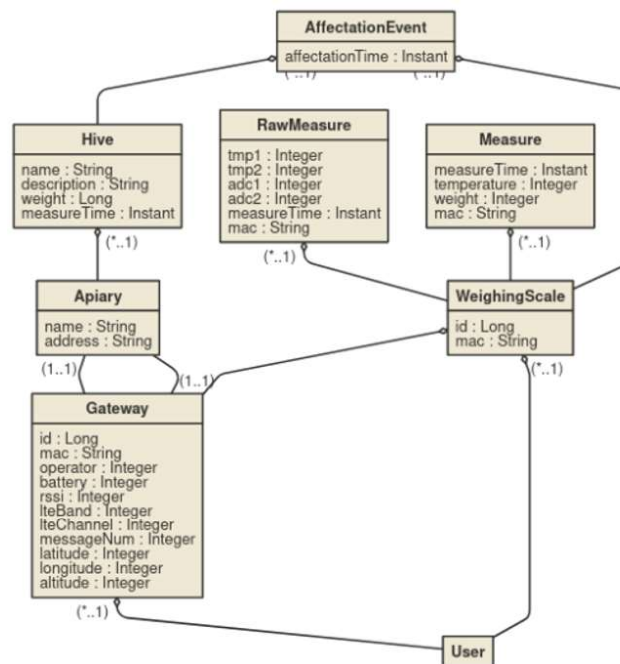 AffectationEvent
affectationTime : Instant
(*..1)
(*..1)
Hive
name : String
description : String
weight : Long
measureTime : Instant
(*..1)
RawMeasure
tmp1 : Integer
tmp2 : Integer
adc1 : Integer
adc2 : Integer
measureTime : Instant
mac : String
(*..1)
Measure
measureTime : Instant
temperature : Integer
weight : Integer
mac : String
(*..1)
Apiary
name : String
address : String
(1..1)
(1..1)
WeighingScale
id : Long
mac : String
(*..1)
Gateway
id : Long
mac : String
operator : Integer
battery : Integer
rssi : Integer
lteBand : Integer
lteChannel : Integer
messageNum : Integer
latitude : Integer
longitude : Integer
altitude : Integer
(*..1)
User